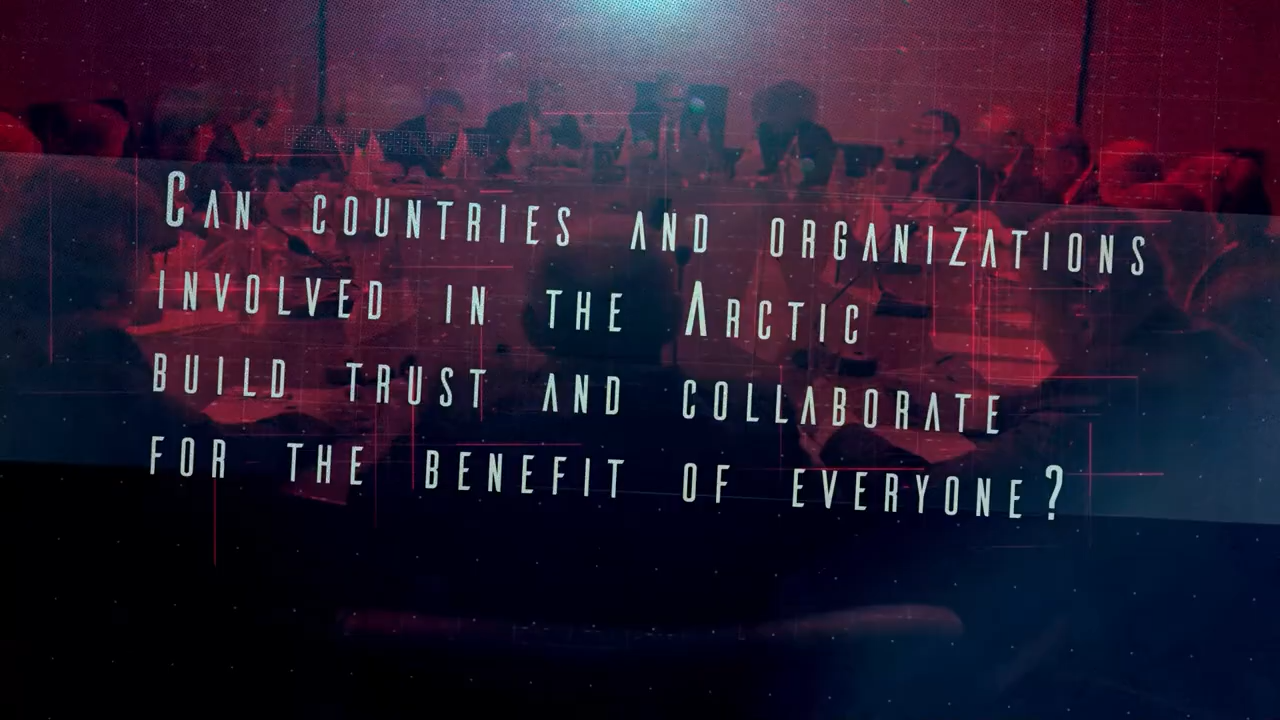 Can countries and organizations
involved in the Arctic
build trust and collaborate
for the benefit of everyone?